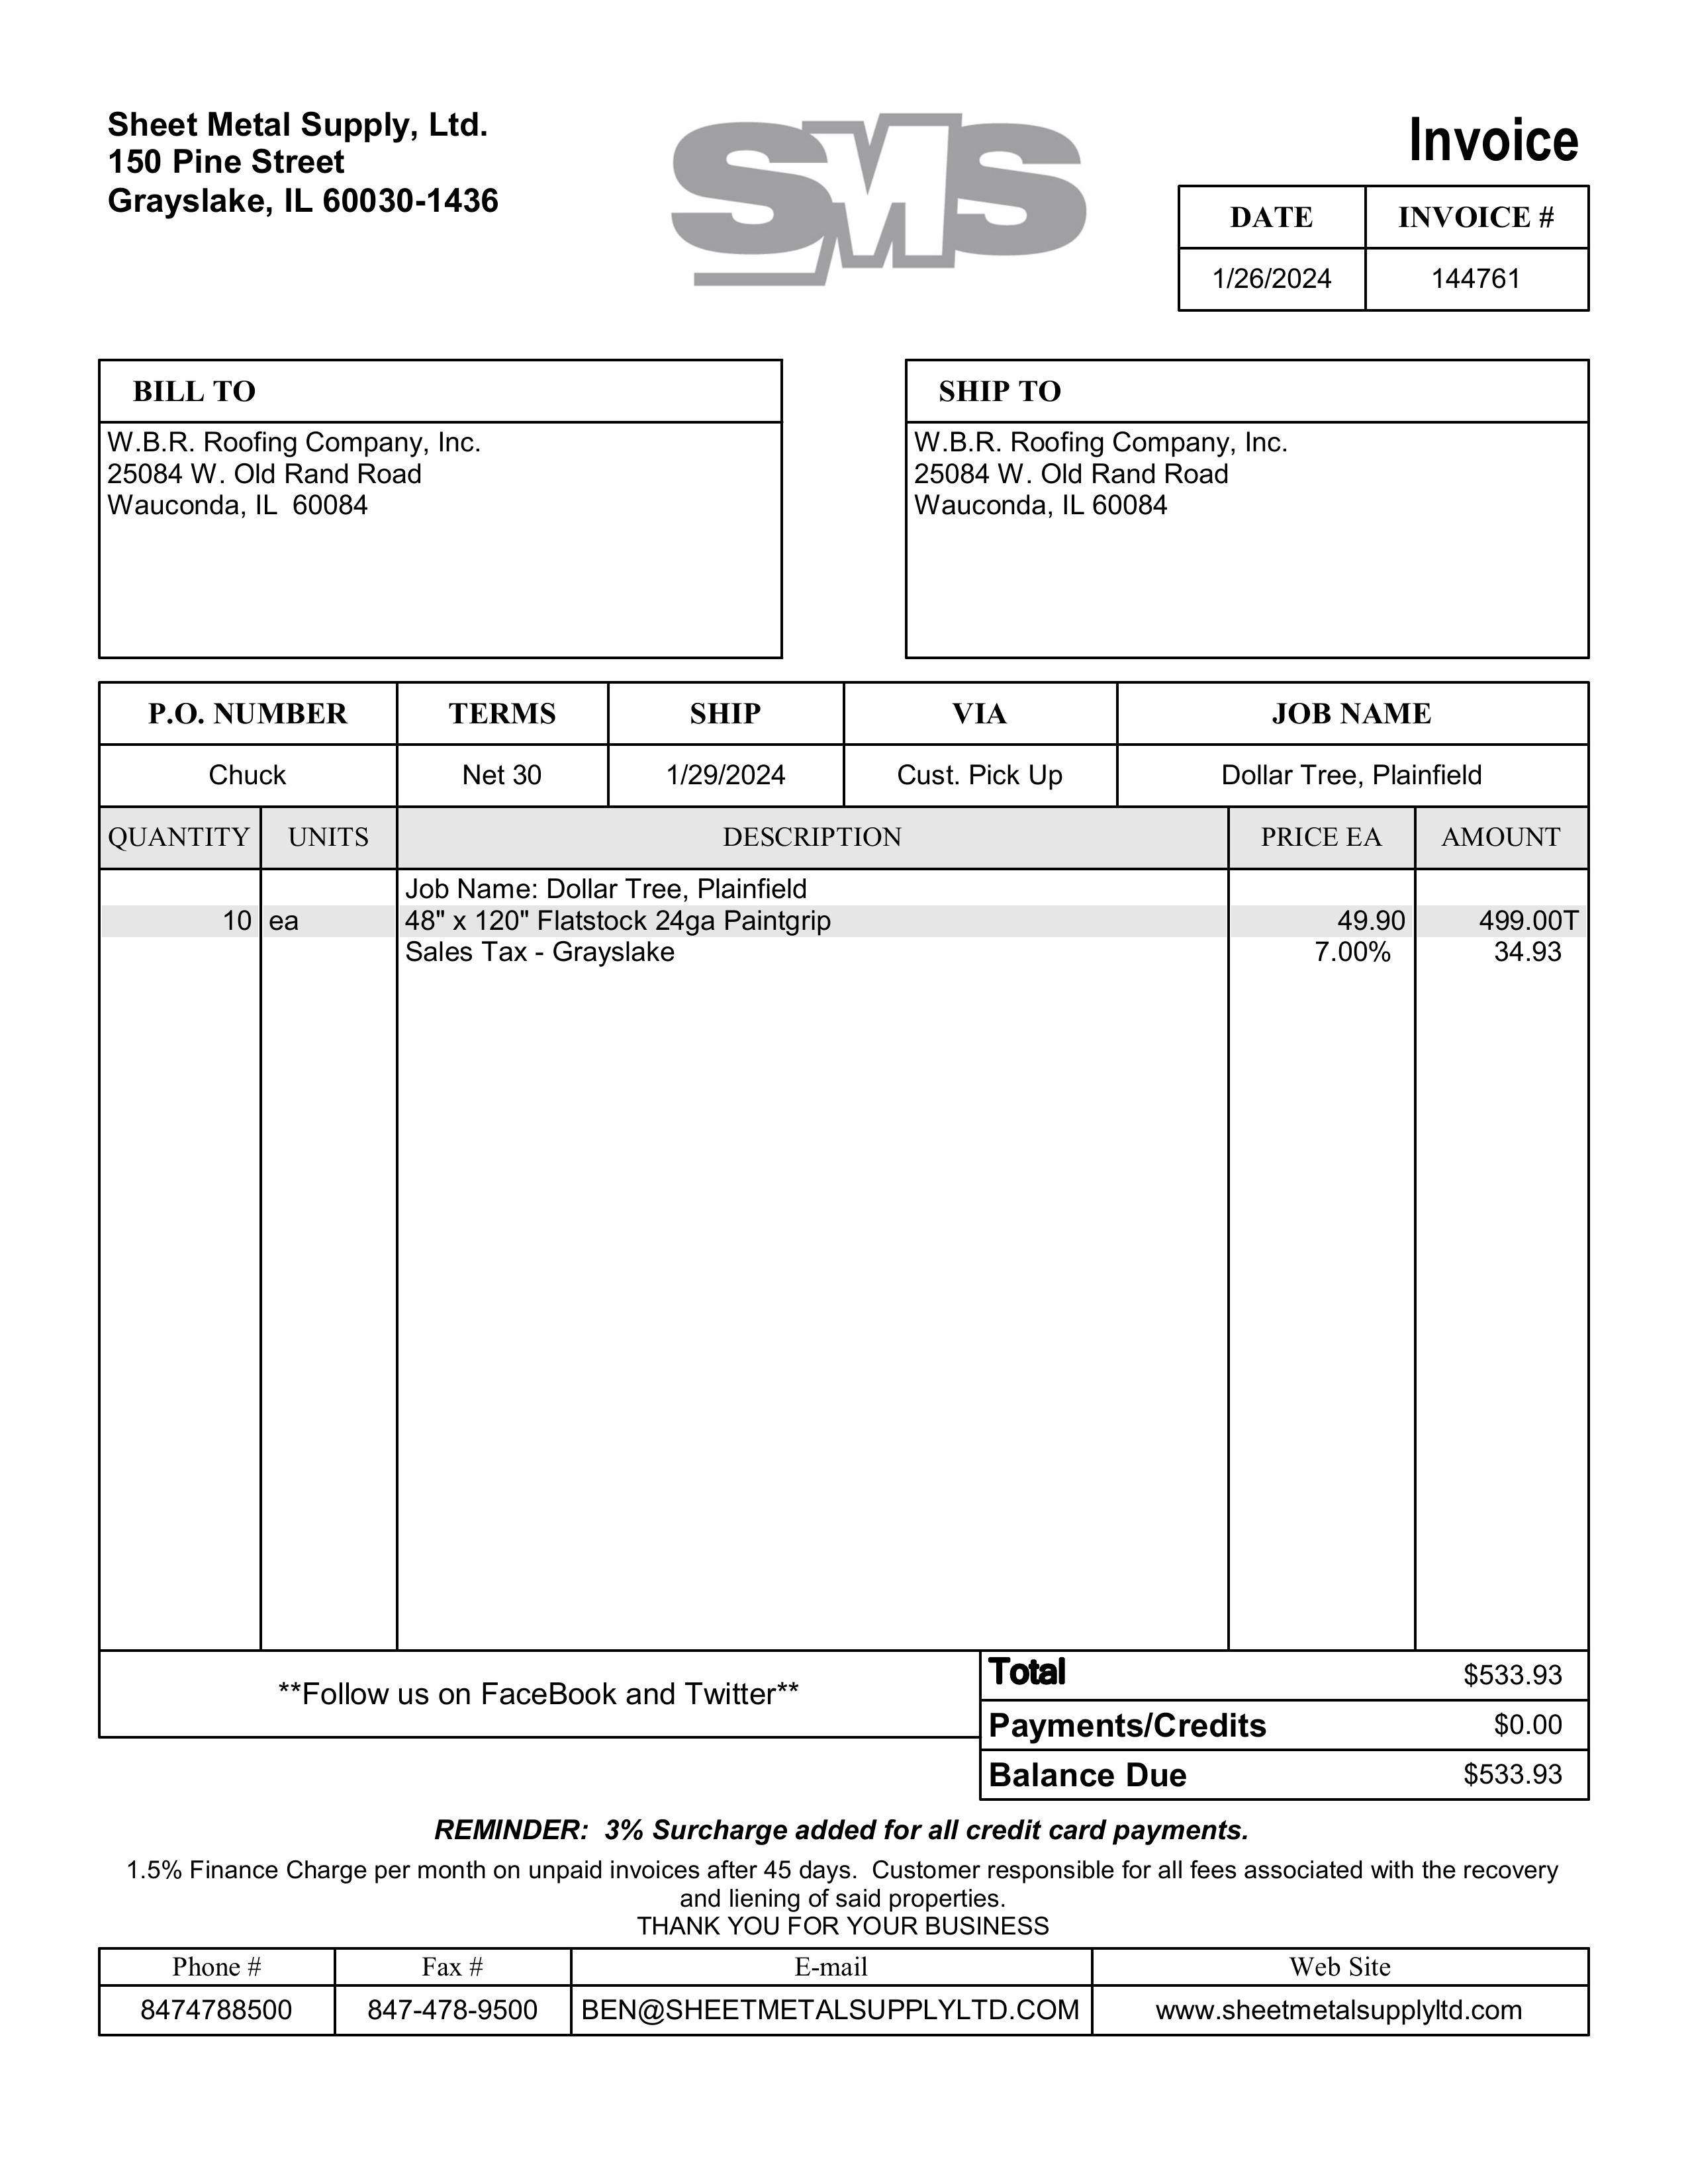 Sheet Metal Supply, Ltd.
150 Pine Street
Grayslake, IL 60030-1436
SMS
Invoice
DATE INVOICE #
1/26/2024 144761
BILL TO
W.B.R. Roofing Company, Inc.
25084 W. Old Rand Road
Wauconda, IL  60084
SHIP TO
W.B.R. Roofing Company, Inc.
25084 W. Old Rand Road
Wauconda, IL 60084
P.O. NUMBER TERMS SHIP VIA JOB NAME
Chuck Net 30 1/29/2024 Cust. Pick Up Dollar Tree, Plainfield
QUANTITY UNITS DESCRIPTION PRICE EA AMOUNT
Job Name: Dollar Tree, Plainfield
10 ea 48" x 120" Flatstock 24ga Paintgrip 49.90 499.00T
Sales Tax - Grayslake 7.00% 34.93
**Follow us on FaceBook and Twitter**
Total $533.93
Payments/Credits $0.00
Balance Due $533.93
REMINDER:  3% Surcharge added for all credit card payments.
1.5% Finance Charge per month on unpaid invoices after 45 days.  Customer responsible for all fees associated with the recovery
and liening of said properties.
THANK YOU FOR YOUR BUSINESS
Phone # Fax # E-mail Web Site
8474788500 847-478-9500 BEN@SHEETMETALSUPPLYLTD.COM www.sheetmetalsupplyltd.com